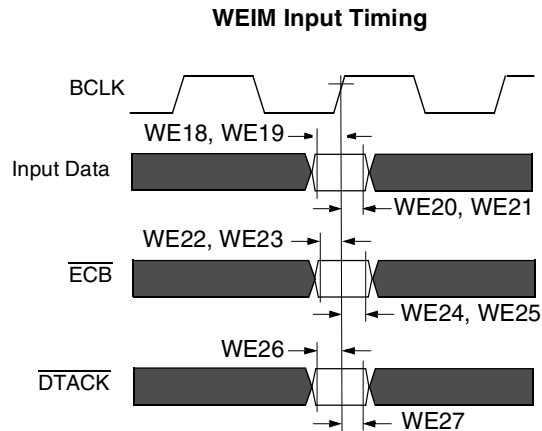 WEIM Input Timing
BCLK
WE18, WE19
Input Data
WE20, WE21
WE22, WE23
ECB
WE24, WE25
WE26
DTACK
WE27